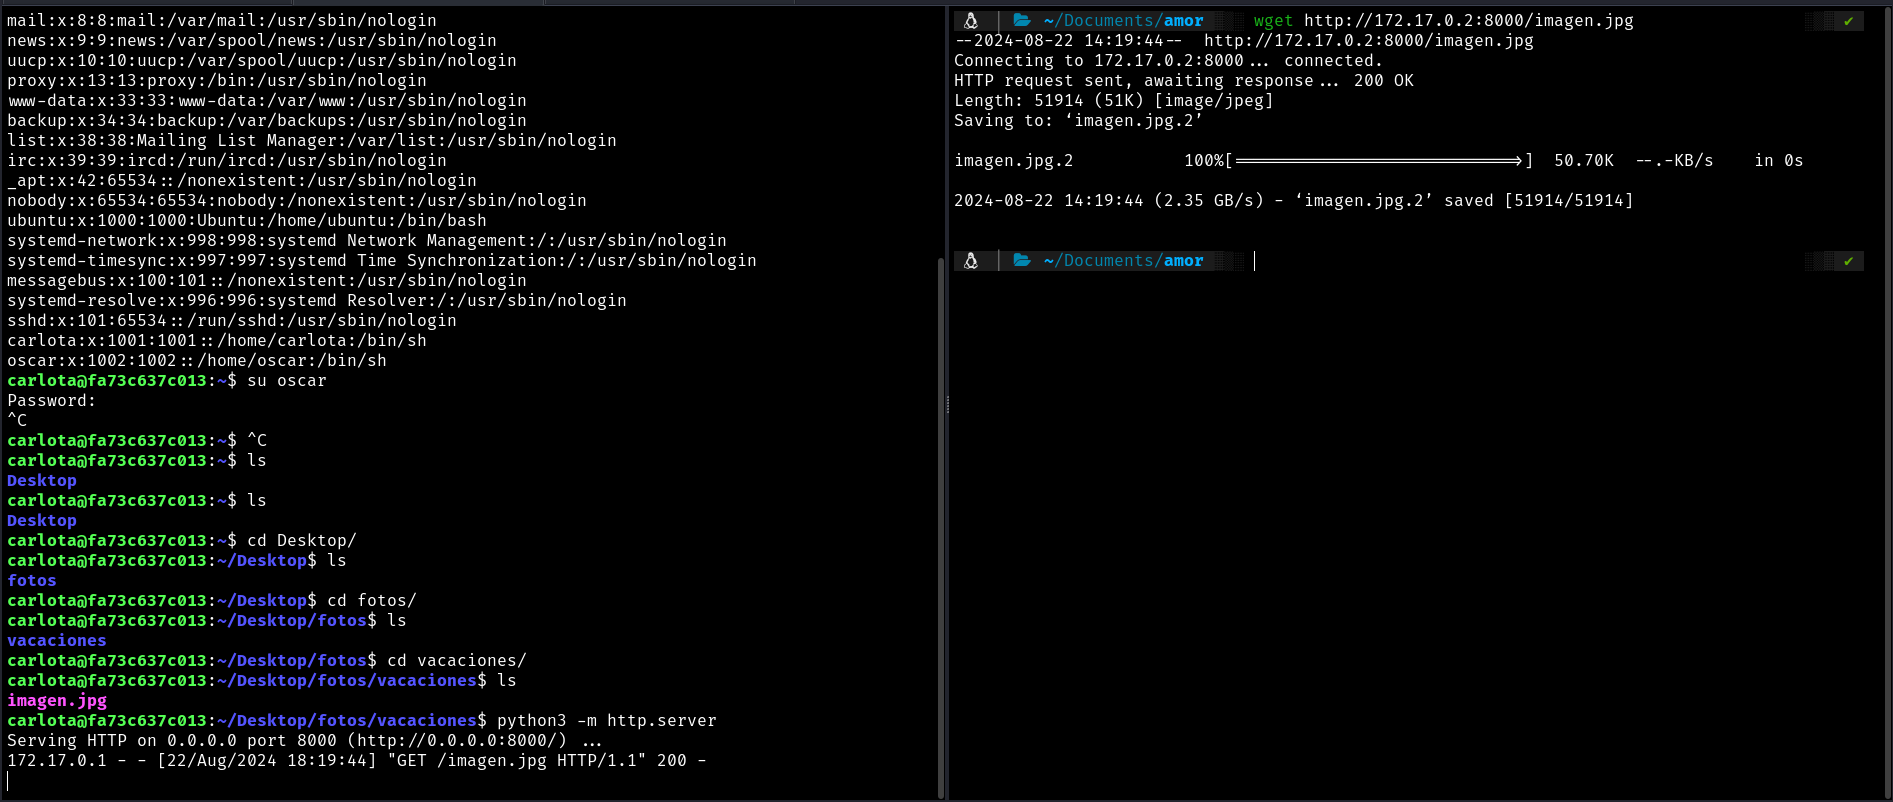 mail:x:8:8:mail:/var/mail:/usr/sbin/nologin
news:x:9:9:news:/var/spool/news:/usr/sbin/nologin
uucp:x:10:10:uucp:/var/spool/uucp:/usr/sbin/nologin
proxy:x:13:13:proxy:/bin:/usr/sbin/nologin
www-data:x:33:33:www-data:/var/www:/usr/sbin/nologin
backup:x:34:34:backup:/var/backups:/usr/sbin/nologin
list:x:38:38:Mailing List Manager:/var/list:/usr/sbin/nologin
irc:x:39:39:ircd:/run/ircd:/usr/sbin/nologin
_apt:x:42:65534::/nonexistent:/usr/sbin/nologin
nobody:x:65534:65534:nobody:/nonexistent:/usr/sbin/nologin
ubuntu:x:1000:1000:Ubuntu:/home/ubuntu:/bin/bash
systemd-network:x:998:998:systemd Network Management:/:/usr/sbin/nologin
systemd-timesync:x:997:997:systemd Time Synchronization:/:/usr/sbin/nologin
messagebus:x:100:101::/nonexistent:/usr/sbin/nologin
systemd-resolve:x:996:996:systemd Resolver:/:/usr/sbin/nologin
sshd:x:101:65534::/run/sshd:/usr/sbin/nologin
carlota:x:1001:1001::/home/carlota:/bin/sh
oscar:x:1002:1002::/home/oscar:/bin/sh
carlota@fa73c637c013:~$ su oscar
Password:
^C
carlota@fa73c637c013:~$ ^C
carlota@fa73c637c013:~$ ls
Desktop
carlota@fa73c637c013:~$ ls
Desktop
carlota@fa73c637c013:~$ cd Desktop/
carlota@fa73c637c013:~/Desktop$ ls
fotos
carlota@fa73c637c013:~/Desktop$ cd fotos/
carlota@fa73c637c013:~/Desktop/fotos$ ls
vacaciones
carlota@fa73c637c013:~/Desktop/fotos$ cd vacaciones/
carlota@fa73c637c013:~/Desktop/fotos/vacaciones$ ls
imagen.jpg
carlota@fa73c637c013:~/Desktop/fotos/vacaciones$ python3 -m http.server
Serving HTTP on 0.0.0.0 port 8000 (http://0.0.0.0:8000/) ...
172.17.0.1 - - [22/Aug/2024 18:19:44] "GET /imagen.jpg HTTP/1.1" 200 -
~/Documents/amor wget http://172.17.0.2:8000/imagen.jpg ✔
--2024-08-22 14:19:44--  http://172.17.0.2:8000/imagen.jpg
Connecting to 172.17.0.2:8000... connected.
HTTP request sent, awaiting response... 200 OK
Length: 51914 (51K) [image/jpeg]
Saving to: ‘imagen.jpg.2’
imagen.jpg.2 100%[============================>] 50.70K --.-KB/s in 0s
2024-08-22 14:19:44 (2.35 GB/s) - ‘imagen.jpg.2’ saved [51914/51914]
~/Documents/amor ✔